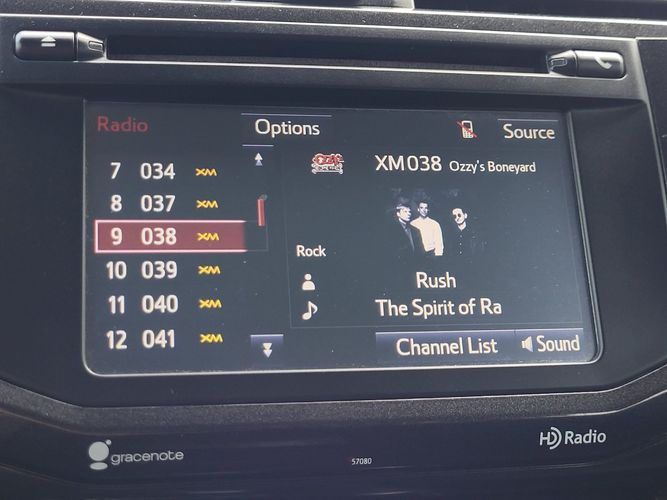 Radio
Options
Source
7 034 XM
8 037 XM
9 038 XM
10 039 XM
11 040 XM
12 041 XM
XM038 Ozzy's Boneyard
Rock
Rush
The Spirit of Ra
Channel List
Sound
gracenote
57080
HD Radio